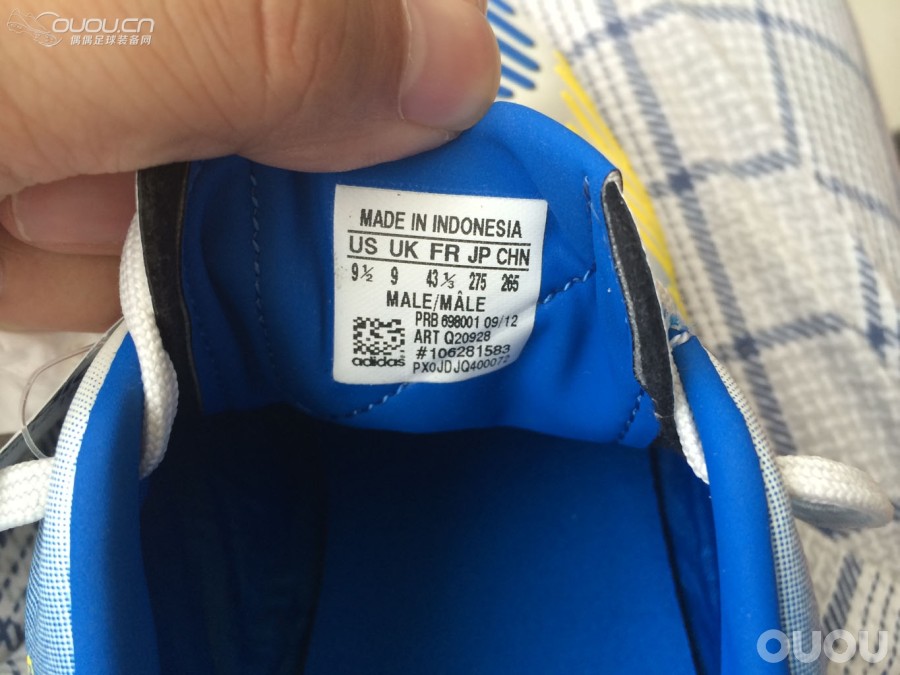 OUOU.CN
偶偶足球装备网
MADE IN INDONESIA
US UK FR JP CHN
9½ 9 43⅓ 275 265
MALE/MÂLE
PRB 698001 09/12
ART Q20928
#106281583
PX0JDJQ400072
adidas
OUOU